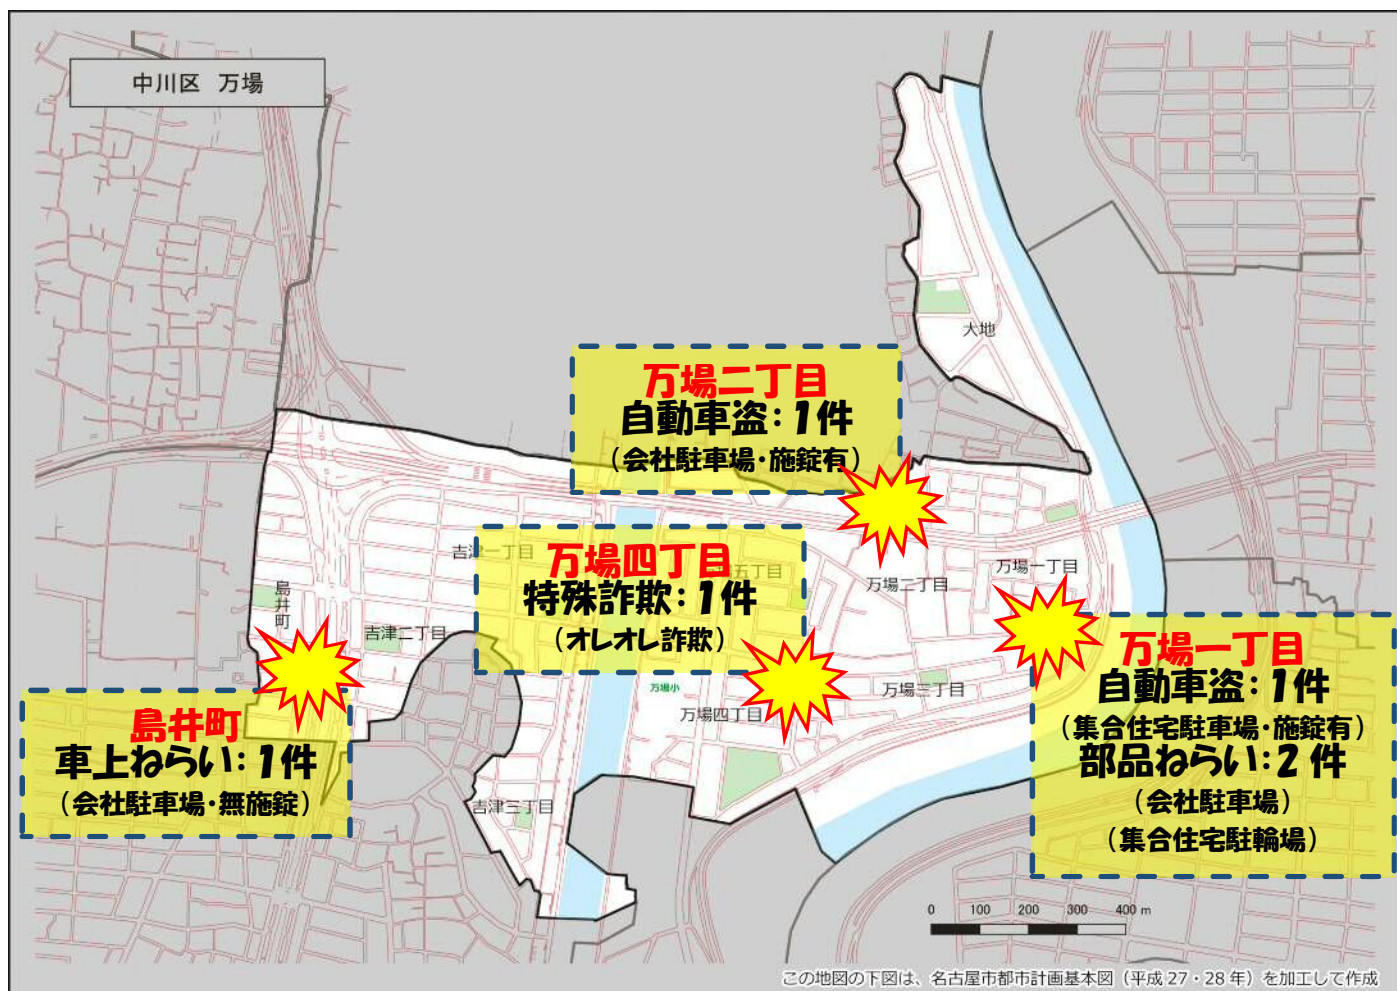 中川区 万場
大地
万場二丁目
自動車盗：1件
（会社駐車場・施錠有）
吉津一丁目
五丁目
万場四丁目
特殊詐欺：1件
（オレオレ詐欺）
万場二丁目
万場一丁目
島井町
吉津二丁目
万場小
万場四丁目
万場三丁目
万場一丁目
自動車盗：1件
（集合住宅駐車場・施錠有）
部品ねらい：2件
（会社駐車場）
（集合住宅駐輪場）
島井町
車上ねらい：1件
（会社駐車場・無施錠）
吉津三丁目
0 100 200 300 400 m
この地図の下図は、名古屋市都市計画基本図（平成 27・28 年）を加工して作成